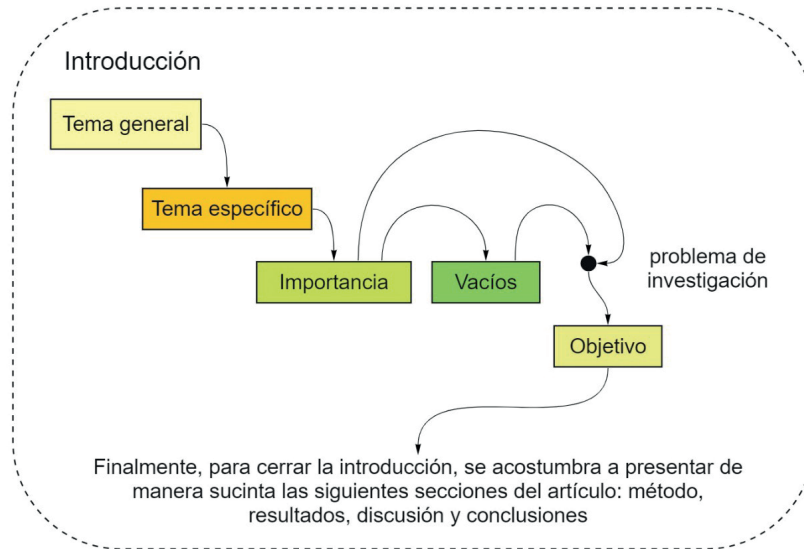 Introducción
Tema general
Tema específico
Importancia
Vacíos
problema de
investigación
Objetivo
Finalmente, para cerrar la introducción, se acostumbra a presentar de
manera sucinta las siguientes secciones del artículo: método,
resultados, discusión y conclusiones